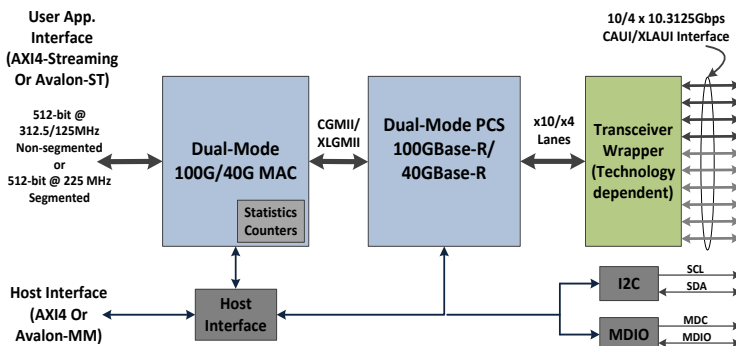 User App.
Interface
(AXI4-Streaming
Or Avalon-ST)
512-bit @
312.5/125MHz
Non-segmented
or
512-bit @ 225 MHz
Segmented
Dual-Mode
100G/40G MAC
Statistics
Counters
CGMII/
XLGMII
Dual-Mode PCS
100GBase-R/
40GBase-R
x10/x4
Lanes
Transceiver
Wrapper
(Technology
dependent)
10/4 x 10.3125Gbps
CAUI/XLAUI Interface
Host Interface
(AXI4 Or
Avalon-MM)
Host
Interface
I2C
SCL
SDA
MDIO
MDC
MDIO